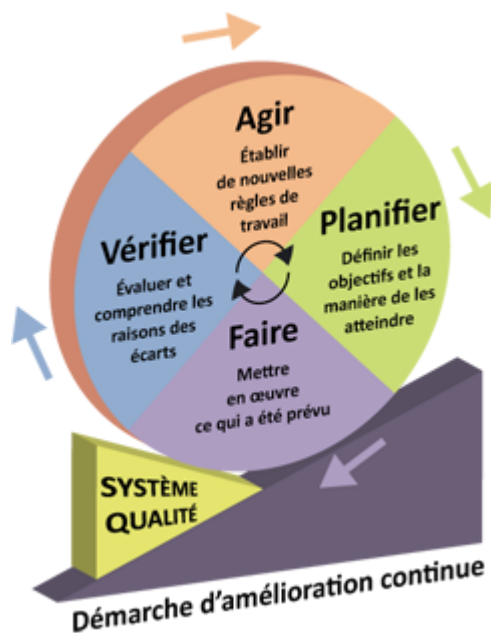 Agir
Établir
de nouvelles
règles de
travail
Planifier
Définir les
objectifs et la
manière de les
atteindre
Faire
Mettre
en œuvre
ce qui a été prévu
Vérifier
Évaluer et
comprendre les
raisons des
écarts
SYSTÈME
QUALITÉ
Démarche d'amélioration continue